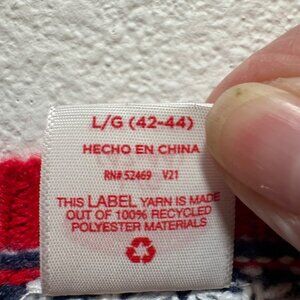 L/G (42-44)
HECHO EN CHINA
RN# 52469 V21
THIS LABEL YARN IS MADE
OUT OF 100% RECYCLED
POLYESTER MATERIALS